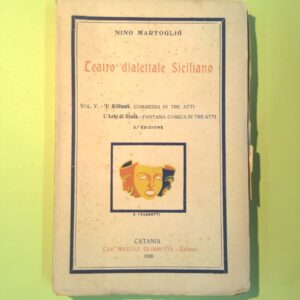 NINO MARTOGLIO
Teatro dialettale Siciliano
VOL. V. - 'U Riffanti, COMMEDIA IN TRE ATTI
L'Arte di Giufà - FANTASIA COMICA IN TRE ATTI
2.ª EDIZIONE
CATANIA
CAV. NICCOLÒ GIANNOTTA - Editore